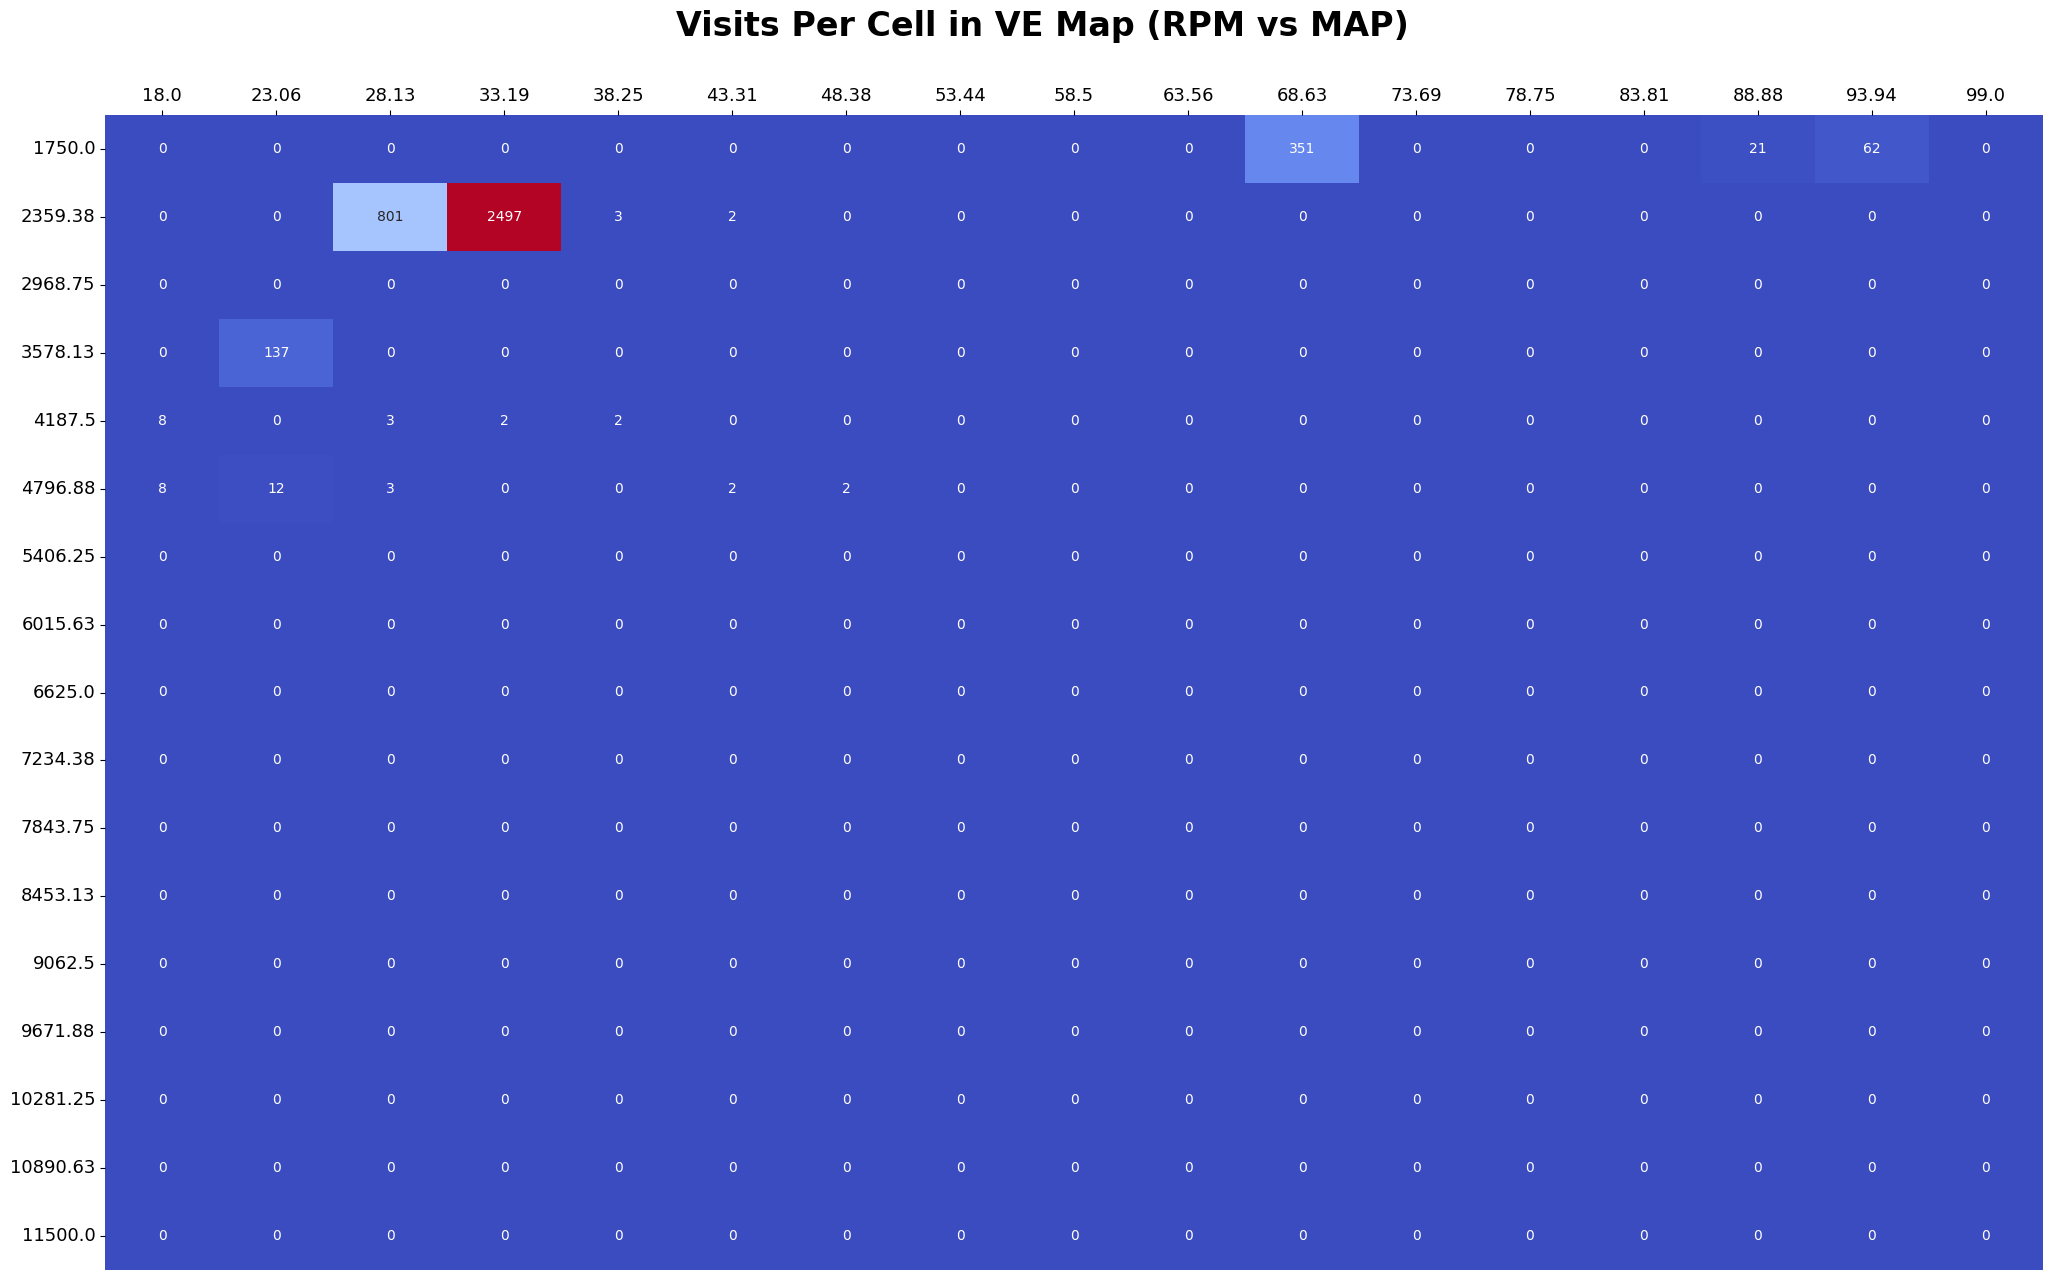 Visits Per Cell in VE Map (RPM vs MAP)
18.0 23.06 28.13 33.19 38.25 43.31 48.38 53.44 58.5 63.56 68.63 73.69 78.75 83.81 88.88 93.94 99.0
1750.0 0 0 0 0 0 0 0 0 0 0 351 0 0 0 21 62 0
2359.38 0 0 801 2497 3 2 0 0 0 0 0 0 0 0 0 0 0
2968.75 0 0 0 0 0 0 0 0 0 0 0 0 0 0 0 0 0
3578.13 0 137 0 0 0 0 0 0 0 0 0 0 0 0 0 0 0
4187.5 8 0 3 2 2 0 0 0 0 0 0 0 0 0 0 0 0
4796.88 8 12 3 0 0 2 2 0 0 0 0 0 0 0 0 0 0
5406.25 0 0 0 0 0 0 0 0 0 0 0 0 0 0 0 0 0
6015.63 0 0 0 0 0 0 0 0 0 0 0 0 0 0 0 0 0
6625.0 0 0 0 0 0 0 0 0 0 0 0 0 0 0 0 0 0
7234.38 0 0 0 0 0 0 0 0 0 0 0 0 0 0 0 0 0
7843.75 0 0 0 0 0 0 0 0 0 0 0 0 0 0 0 0 0
8453.13 0 0 0 0 0 0 0 0 0 0 0 0 0 0 0 0 0
9062.5 0 0 0 0 0 0 0 0 0 0 0 0 0 0 0 0 0
9671.88 0 0 0 0 0 0 0 0 0 0 0 0 0 0 0 0 0
10281.25 0 0 0 0 0 0 0 0 0 0 0 0 0 0 0 0 0
10890.63 0 0 0 0 0 0 0 0 0 0 0 0 0 0 0 0 0
11500.0 0 0 0 0 0 0 0 0 0 0 0 0 0 0 0 0 0